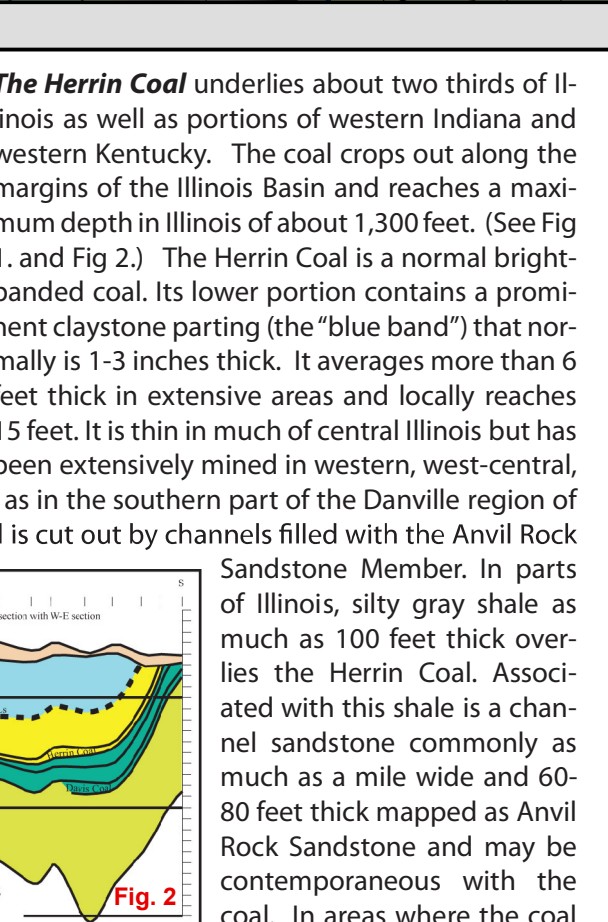 The Herrin Coal underlies about two thirds of Il-
inois as well as portions of western Indiana and
western Kentucky. The coal crops out along the
margins of the Illinois Basin and reaches a maxi-
mum depth in Illinois of about 1,300 feet. (See Fig
1. and Fig 2.) The Herrin Coal is a normal bright-
banded coal. Its lower portion contains a promi-
nent claystone parting (the “blue band”) that nor-
mally is 1-3 inches thick. It averages more than 6
feet thick in extensive areas and locally reaches
15 feet. It is thin in much of central Illinois but has
been extensively mined in western, west-central,
as in the southern part of the Danville region of
l is cut out by channels filled with the Anvil Rock
Sandstone Member. In parts
of Illinois, silty gray shale as
much as 100 feet thick over-
lies the Herrin Coal. Associ-
ated with this shale is a chan-
nel sandstone commonly as
much as a mile wide and 60-
80 feet thick mapped as Anvil
Rock Sandstone and may be
contemporaneous with the
coal. In areas where the coal
S
section with W-E section
Ls
Herrin Coal
Davis Coal
Fig. 2